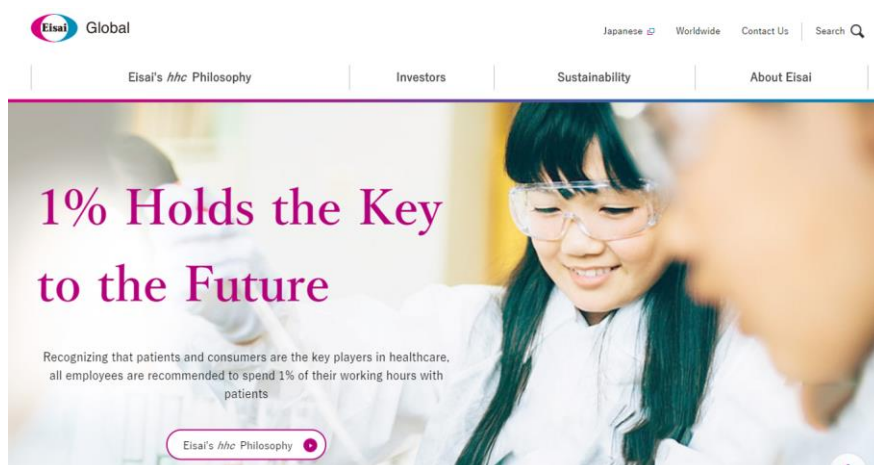 Eisai Global
Japanese Worldwide Contact Us Search
Eisai's hhc Philosophy Investors Sustainability About Eisai
1% Holds the Key
to the Future
Recognizing that patients and consumers are the key players in healthcare,
all employees are recommended to spend 1% of their working hours with
patients
Eisai's hhc Philosophy